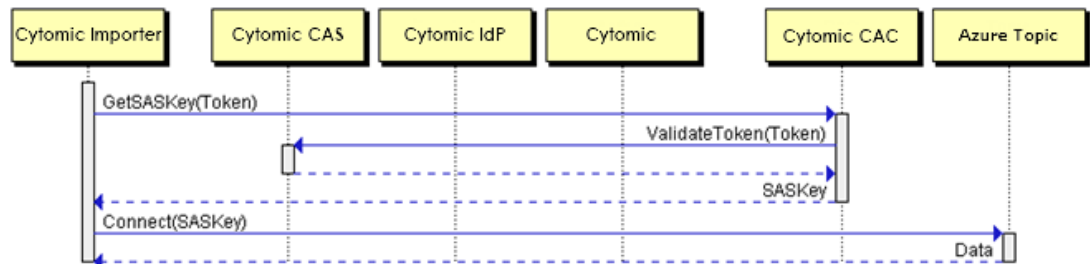 Cytomic Importer
Cytomic CAS
Cytomic IdP
Cytomic
Cytomic CAC
Azure Topic
GetSASKey(Token)
ValidateToken(Token)
SASKey
Connect(SASKey)
Data